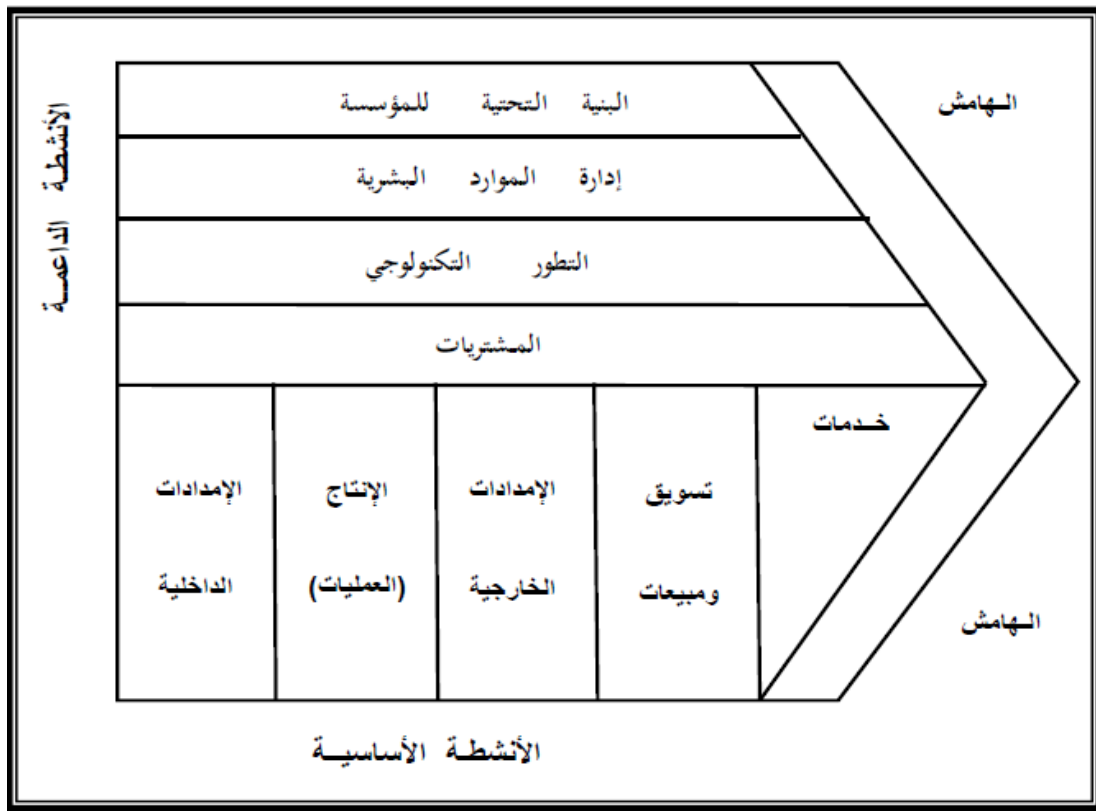 الهامش
البنية التحتية للمؤسسة
إدارة الموارد البشرية
التطور التكنولوجي
المشتريات
الأنشطة الداعمة
خدمات
تسويق
ومبيعات
الإمدادات
الخارجية
الإنتاج
(العمليات)
الإمدادات
الداخلية
الهامش
الأنشطة الأساسية